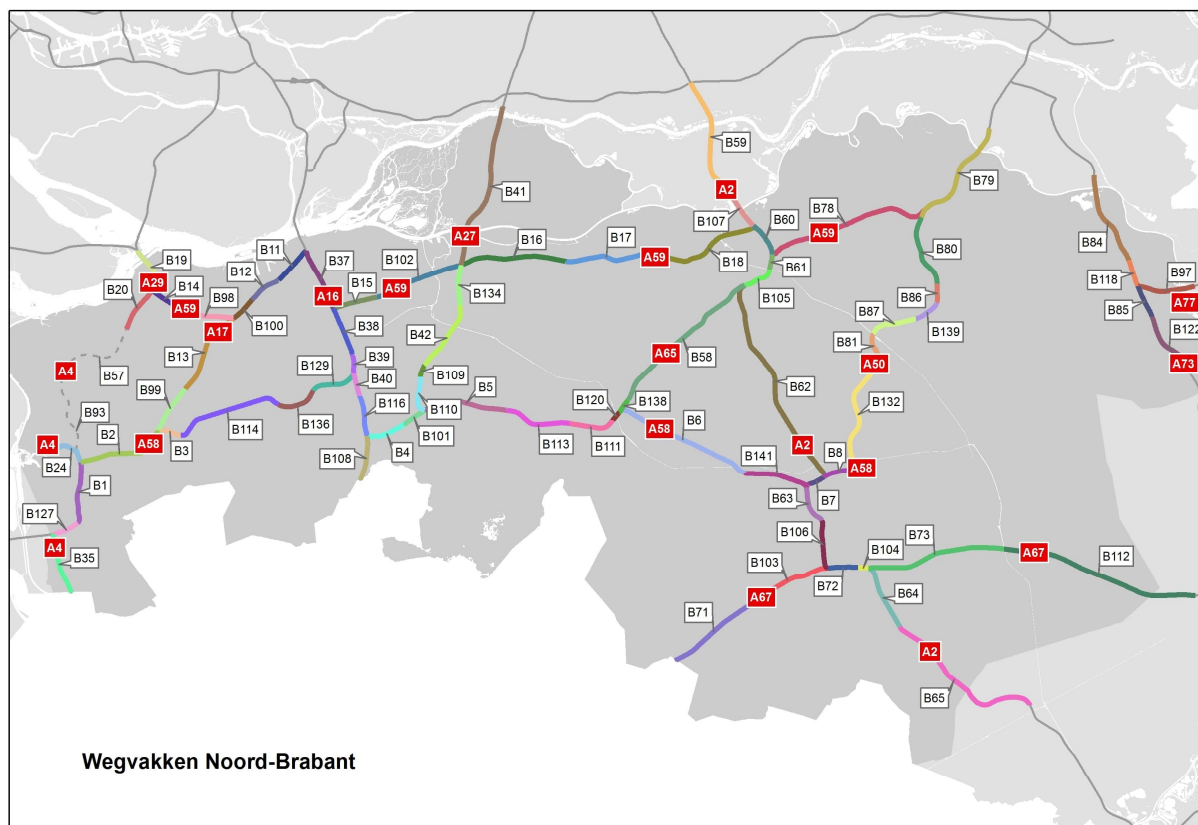 B59
B79
A2
B41
B107
B60
B78
A27
A59
B11
B37
B102
B16
B17
B19
B12
B18
B61
B80
B84
A29
B14
B98
A16
B15
A59
A59
B134
B105
B86
B118
B97
B20
A59
A17
B100
B38
B87
B139
B85
A77
B122
B13
B42
B58
B81
A65
A50
A73
A4
B57
B129
B39
B99
B40
B109
B5
B62
B93
B120
B138
B132
B2
B114
B136
B116
B110
B6
A4
A58
B3
B101
B113
B111
A58
A2
B24
B108
B4
B141
B8
A58
B1
B63
B7
B127
B106
B73
A4
B35
B103
B104
A67
B112
B72
B71
A67
B64
A2
B65
Wegvakken Noord-Brabant